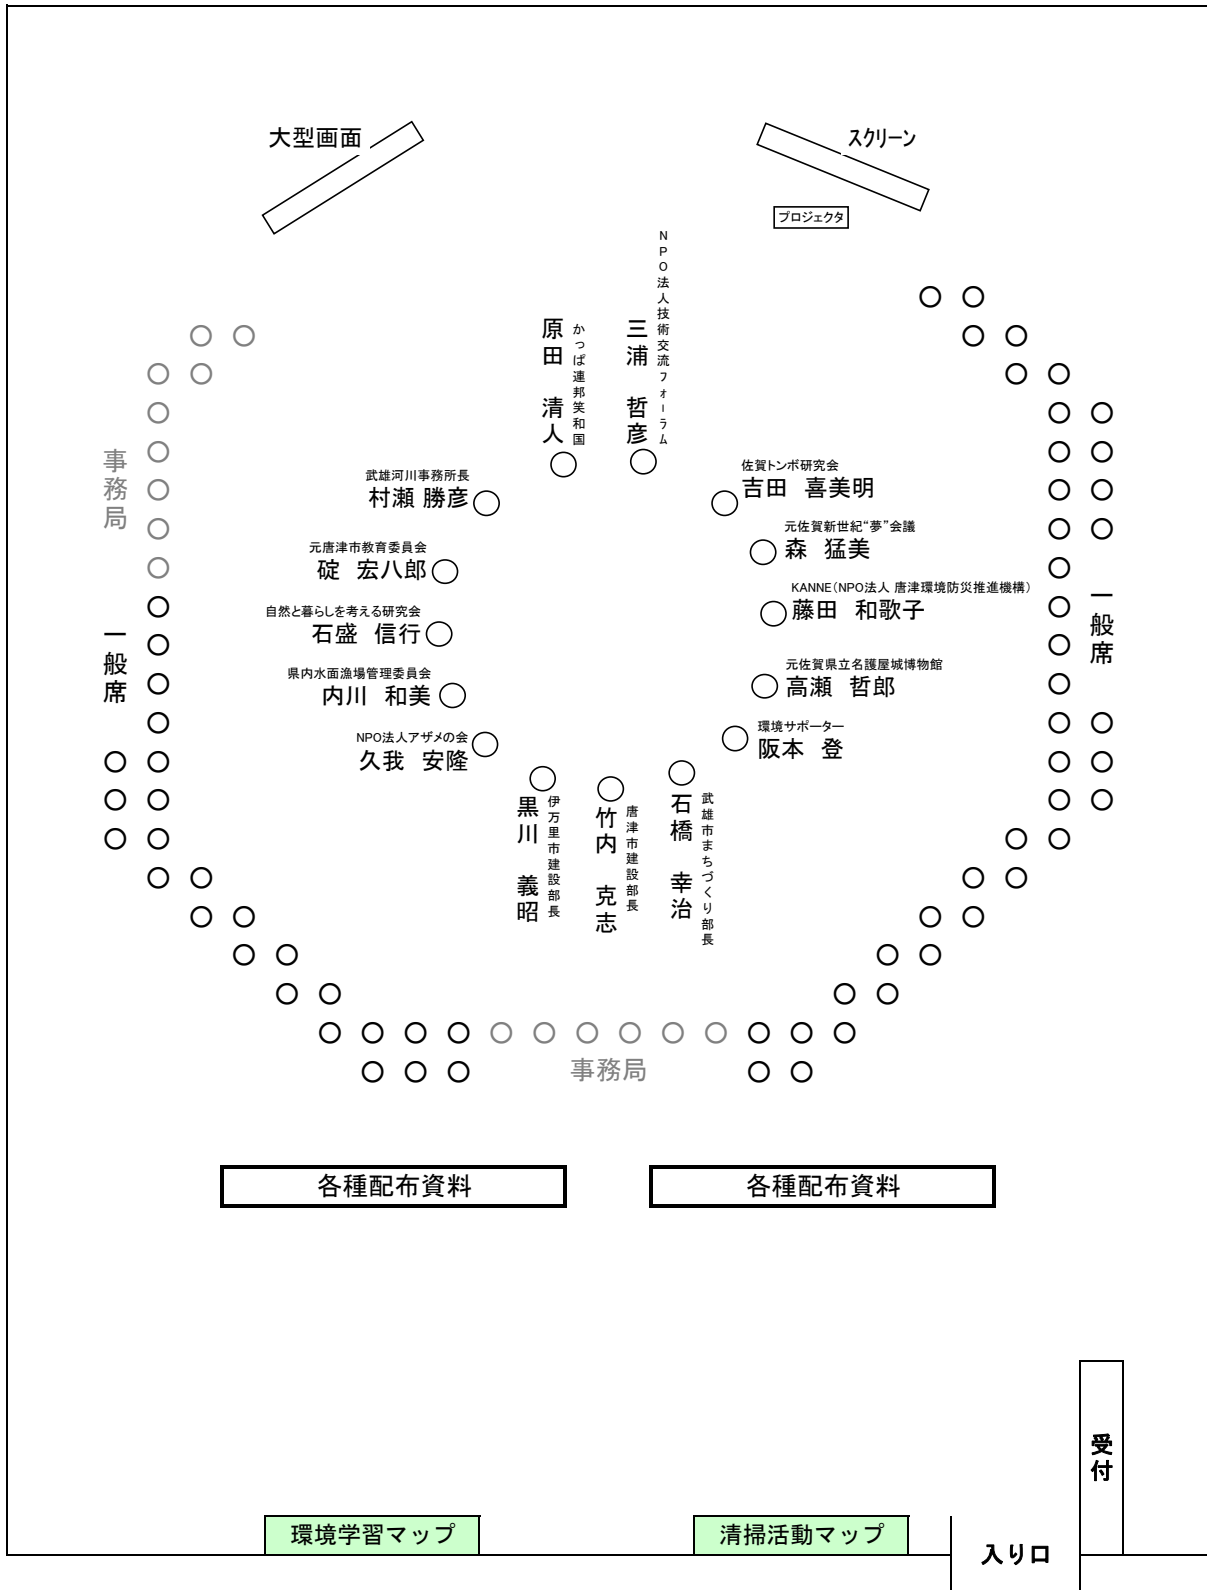 大型画面
スクリーン
プロジェクタ
かっぱ連邦笑和国
原田　清人
NPO法人技術交流フォーラム
三浦　哲彦
事務局
武雄河川事務所長
村瀬 勝彦
佐賀トンボ研究会
吉田　喜美明
元唐津市教育委員会
碇　宏八郎
元佐賀新世紀“夢”会議
森　猛美
自然と暮らしを考える研究会
石盛　信行
KANNE（NPO法人 唐津環境防災推進機構）
藤田　和歌子
一般席
一般席
県内水面漁場管理委員会
内川　和美
元佐賀県立名護屋城博物館
高瀬　哲郎
NPO法人アザメの会
久我　安隆
環境サポーター
阪本　登
伊万里市建設部長
黒川　義昭
唐津市建設部長
竹内　克志
武雄市まちづくり部長
石橋　幸治
事務局
各種配布資料
各種配布資料
受付
環境学習マップ
清掃活動マップ
入り口